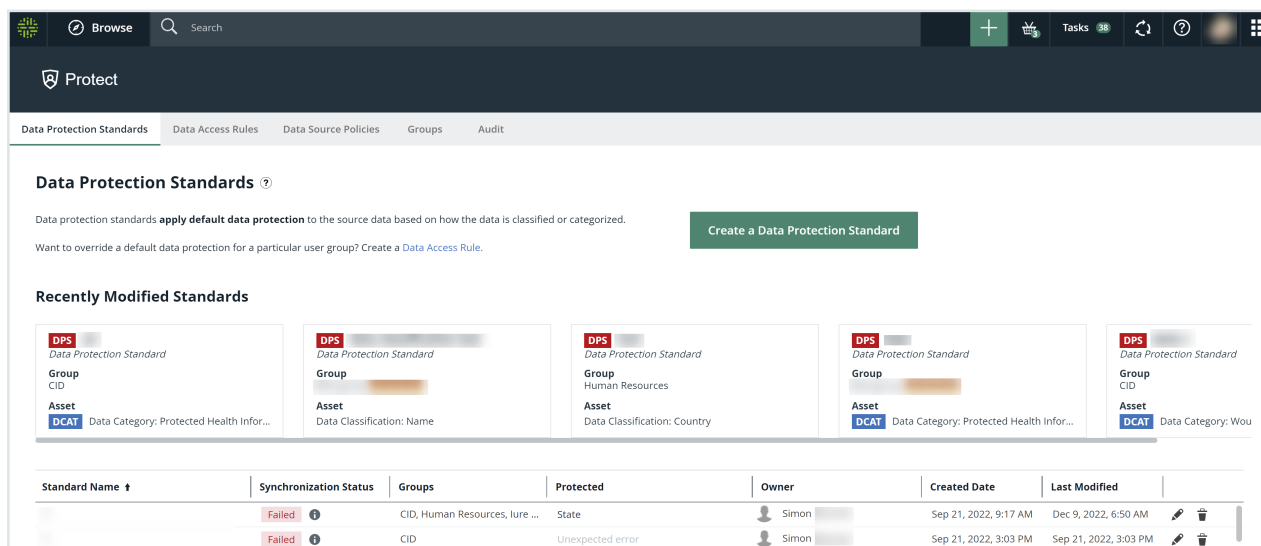 Browse Search 3 Tasks 38
Protect
Data Protection Standards Data Access Rules Data Source Policies Groups Audit
Data Protection Standards ?
Data protection standards apply default data protection to the source data based on how the data is classified or categorized.
Want to override a default data protection for a particular user group? Create a Data Access Rule.
Create a Data Protection Standard
Recently Modified Standards
DPS
Data Protection Standard
Group
CID
Asset
DCAT Data Category: Protected Health Infor...
DPS
Data Protection Standard
Group
Asset
Data Classification: Name
DPS
Data Protection Standard
Group
Human Resources
Asset
Data Classification: Country
DPS
Data Protection Standard
Group
Asset
DCAT Data Category: Protected Health Infor...
DPS
Data Protection Standard
Group
CID
Asset
DCAT Data Category: Wou
Standard Name Synchronization Status Groups Protected Owner Created Date Last Modified
Failed CID, Human Resources, Iure ... State Simon Sep 21, 2022, 9:17 AM Dec 9, 2022, 6:50 AM
Failed CID Unexpected error Simon Sep 21, 2022, 3:03 PM Sep 21, 2022, 3:03 PM